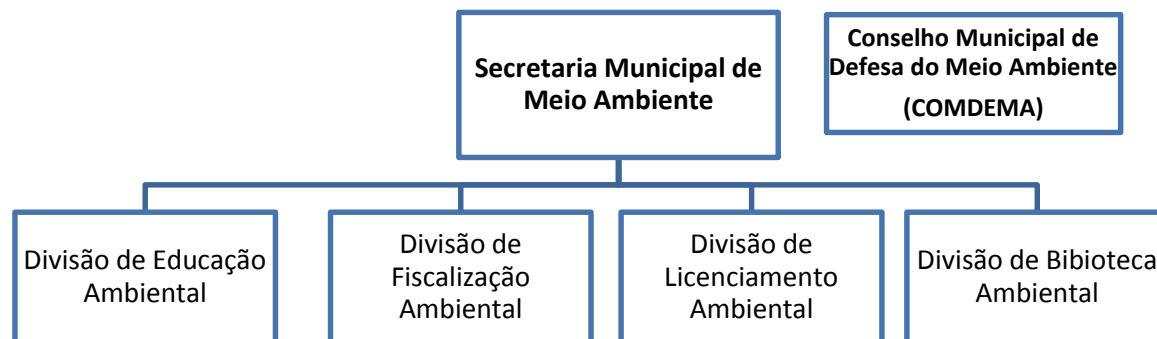 Secretaria Municipal de
Meio Ambiente
Conselho Municipal de
Defesa do Meio Ambiente
(COMDEMA)
Divisão de Educação
Ambiental
Divisão de
Fiscalização
Ambiental
Divisão de
Licenciamento
Ambiental
Divisão de Bibioteca
Ambiental